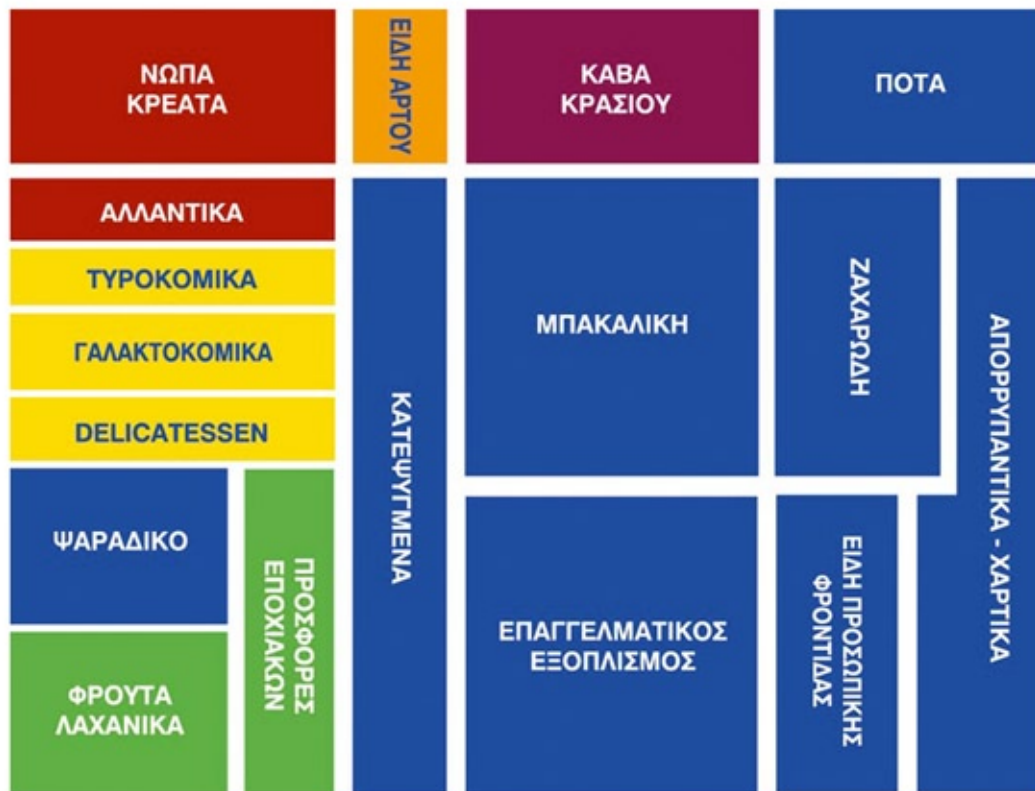 ΝΩΠΑ
ΚΡΕΑΤΑ
ΕΙΔΗ ΑΡΤΟΥ
ΚΑΒΑ
ΚΡΑΣΙΟΥ
ΠΟΤΑ
ΑΛΛΑΝΤΙΚΑ
ΤΥΡΟΚΟΜΙΚΑ
ΓΑΛΑΚΤΟΚΟΜΙΚΑ
DELICATESSEN
ΨΑΡΑΔΙΚΟ
ΦΡΟΥΤΑ
ΛΑΧΑΝΙΚΑ
ΠΡΟΣΦΟΡΕΣ
ΕΠΟΧΙΑΚΩΝ
ΚΑΤΕΨΥΓΜΕΝΑ
ΜΠΑΚΑΛΙΚΗ
ΕΠΑΓΓΕΛΜΑΤΙΚΟΣ
ΕΞΟΠΛΙΣΜΟΣ
ΖΑΧΑΡΩΔΗ
ΕΙΔΗ ΠΡΟΣΩΠΙΚΗΣ
ΦΡΟΝΤΙΔΑΣ
ΑΠΟΡΡΥΠΑΝΤΙΚΑ - ΧΑΡΤΙΚΑ